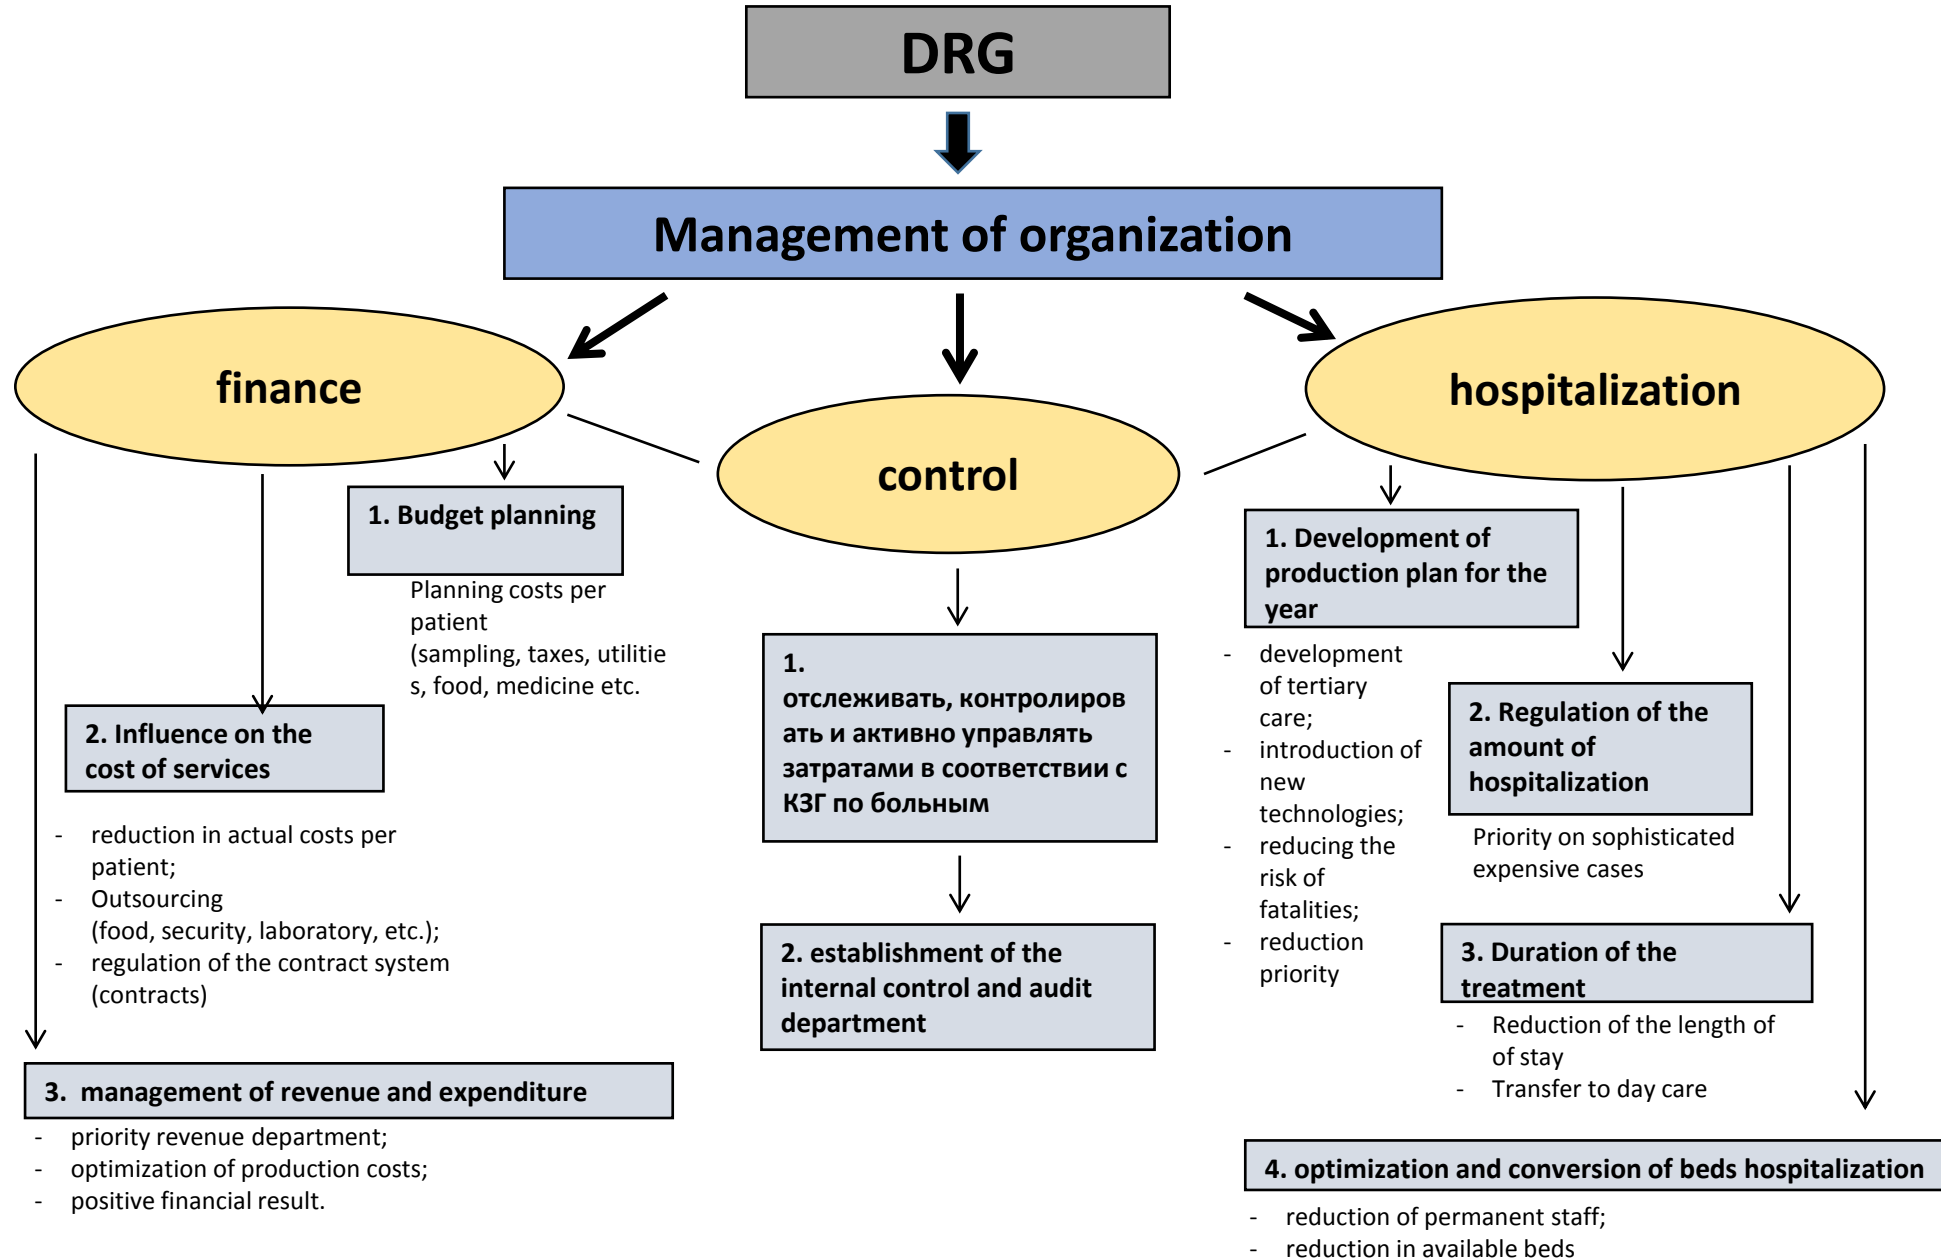 DRG
Management of organization
finance
control
hospitalization
1. Budget planning
Planning costs per
patient
(sampling, taxes, utilitie
s, food, medicine etc.
2. Influence on the
cost of services
- reduction in actual costs per
patient;
- Outsourcing
(food, security, laboratory, etc.);
- regulation of the contract system
(contracts)
3. management of revenue and expenditure
- priority revenue department;
- optimization of production costs;
- positive financial result.
1.
отслеживать, контролиров
ать и активно управлять
затратами в соответствии с
КЗГ по больным
2. establishment of the
internal control and audit
department
1. Development of
production plan for the
year
- development
of tertiary
care;
- introduction of
new
technologies;
- reducing the
risk of
fatalities;
- reduction
priority
2. Regulation of the
amount of
hospitalization
Priority on sophisticated
expensive cases
3. Duration of the
treatment
- Reduction of the length of
of stay
- Transfer to day care
4. optimization and conversion of beds hospitalization
- reduction of permanent staff;
- reduction in available beds